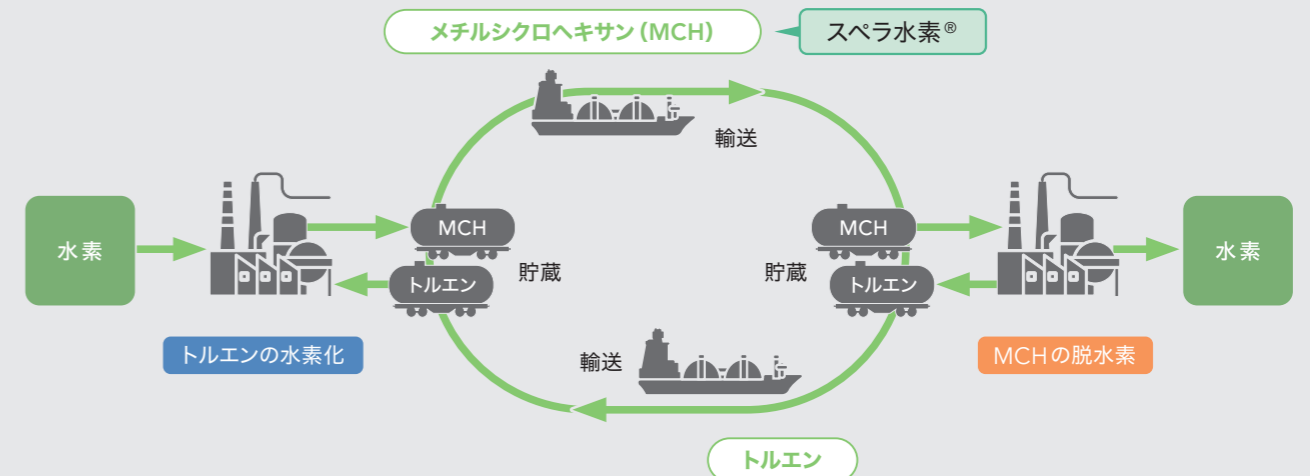 メチルシクロヘキサン（MCH）
スペラ水素®
輸送
水素
MCH
トルエン
貯蔵
トルエンの水素化
MCH
トルエン
貯蔵
水素
MCHの脱水素
輸送
トルエン